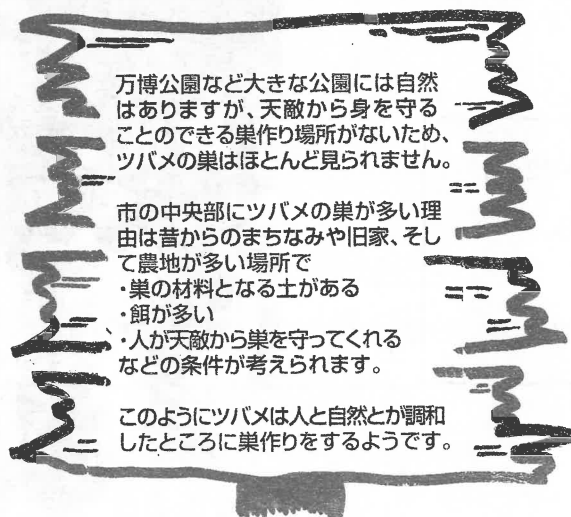 万博公園など大きな公園には自然
はありますが、天敵から身を守る
ことのできる巣作り場所がないため、
ツバメの巣はほとんど見られません。
市の中央部にツバメの巣が多い理
由は昔からのまちなみや旧家、そし
て農地が多い場所で
・巣の材料となる土がある
・餌が多い
・人が天敵から巣を守ってくれる
などの条件が考えられます。
このようにツバメは人と自然とが調和
したところに巣作りをするようです。